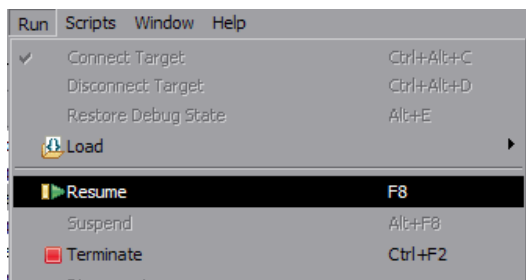 Run Scripts Window Help
Connect Target Ctrl+Alt+C
Disconnect Target Ctrl+Alt+D
Restore Debug State Alt+E
Load
Resume F8
Suspend Alt+F8
Terminate Ctrl+F2